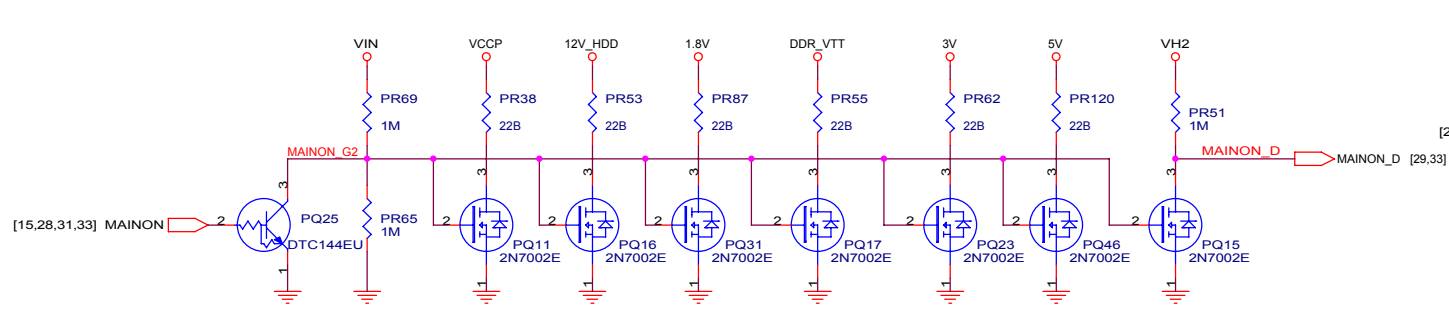 VIN VCCP 12V_HDD 1.8V DDR_VTT 3V 5V VH2
PR69 PR38 PR53 PR87 PR55 PR62 PR120 PR51
1M 22B 22B 22B 22B 22B 22B 1M
[2
MAINON_G2 MAINON_D MAINON_D [29,33]
3 3 3 3 3 3 3 3
[15,28,31,33] MAINON 2 PQ25 PR65 2 2 2 2 2 2 2
DTC144EU 1M PQ11 PQ16 PQ31 PQ17 PQ23 PQ46 PQ15
2N7002E 2N7002E 2N7002E 2N7002E 2N7002E 2N7002E 2N7002E
1 1 1 1 1 1 1 1